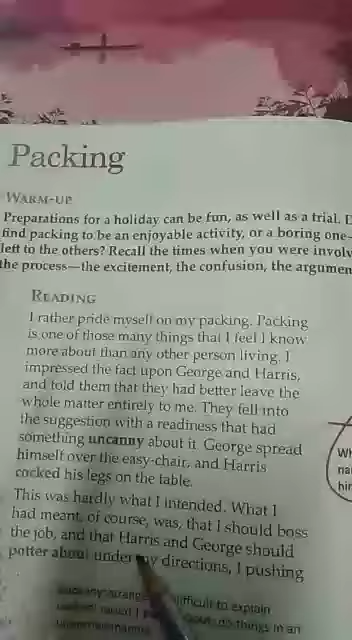 Packing
WARM-UP
Preparations for a holiday can be fun, as well as a trial.
find packing to be an enjoyable activity, or a boring one—
left to the others? Recall the times when you were
the process—the excitement, the confusion, the
READING
I rather pride myself on my packing. Packing
is one of those many things that I feel I know
more about than any other person living. I
impressed the fact upon George and Harris,
and told them that they had better leave the
whole matter entirely to me. They fell into
the suggestion with a readiness that had
something uncanny about it. George spread
himself over the easy-chair, and Harris
cocked his legs on the table.
This was hardly what I intended. What I
had meant, of course, was, that I should boss
the job, and that Harris and George should
potter about under my directions, I pushing
difficult to explain
do things in an